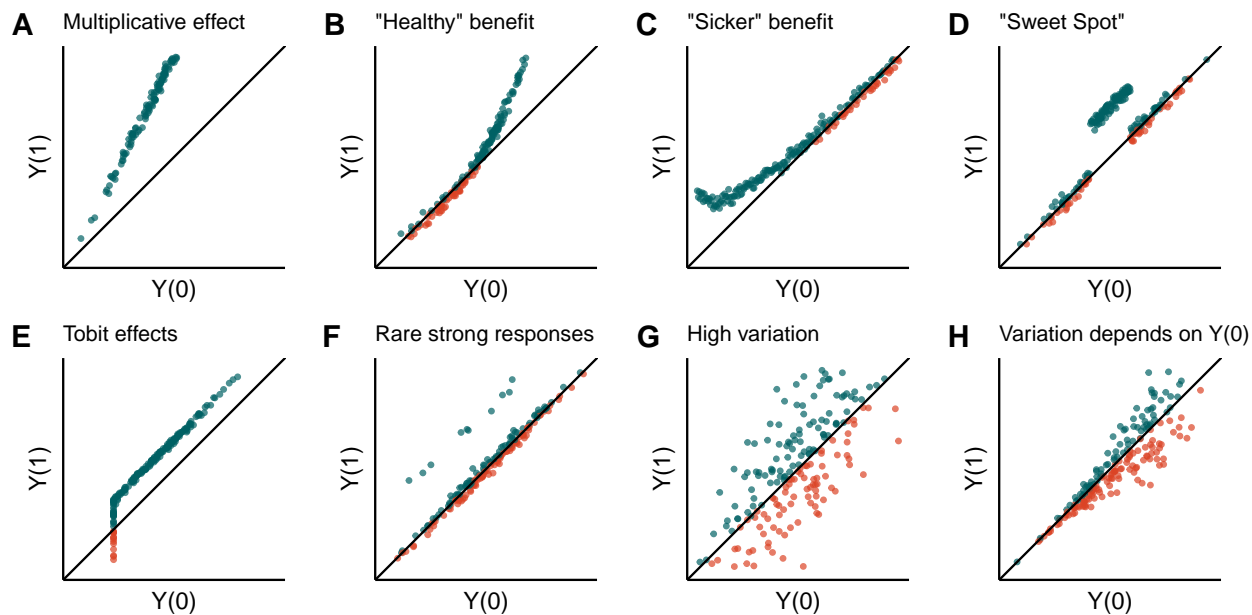 A Multiplicative effect
Y(1)
Y(0)
B "Healthy" benefit
Y(1)
Y(0)
C "Sicker" benefit
Y(1)
Y(0)
D "Sweet Spot"
Y(1)
Y(0)
E Tobit effects
Y(1)
Y(0)
F Rare strong responses
Y(1)
Y(0)
G High variation
Y(1)
Y(0)
H Variation depends on Y(0)
Y(1)
Y(0)